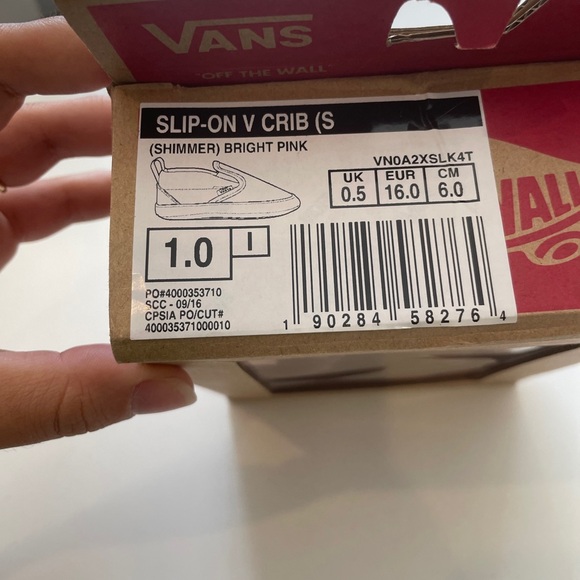 VANS
"OFF THE WALL"
SLIP-ON V CRIB (S
(SHIMMER) BRIGHT PINK
VN0A2XSLK4T
UK EUR CM
0.5 16.0 6.0
1.0 I
PO#4000353710
SCC - 09/16
CPSIA PO/CUT#
400035371000010
1 90284 58276 4
WALL